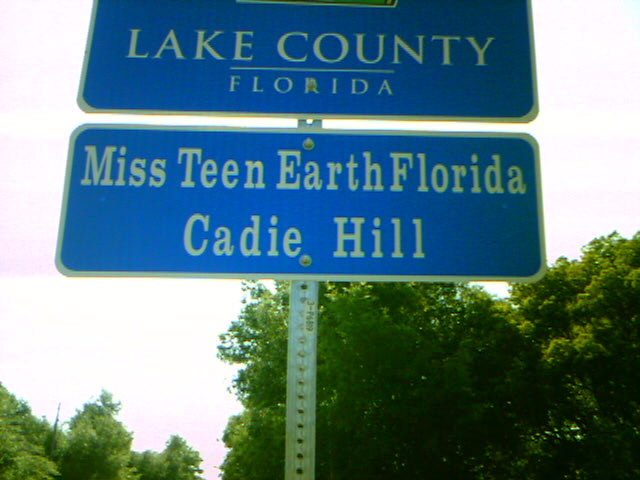 LAKE COUNTY
FLORIDA
Miss Teen Earth Florida
Cadie Hill